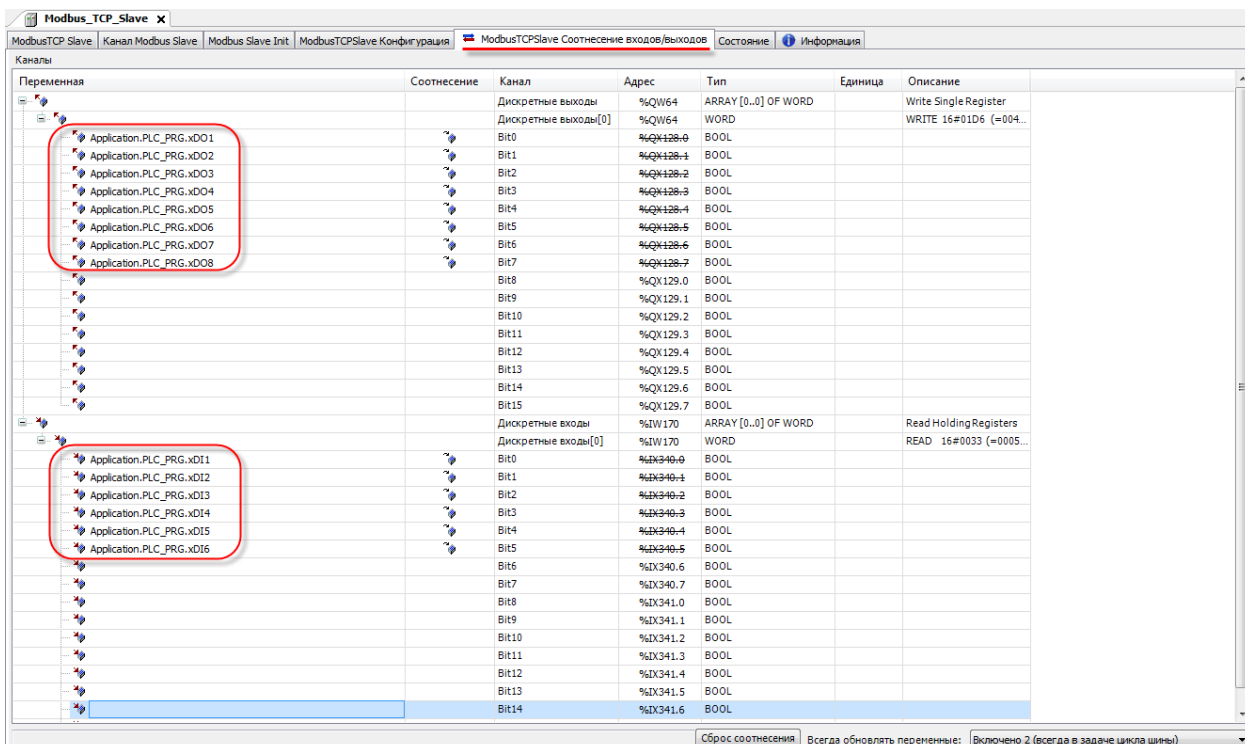 Modbus_TCP_Slave x
ModbusTCP Slave Канал Modbus Slave Modbus Slave Init ModbusTCPSlave Конфигурация ModbusTCPSlave Соотнесение входов/выходов Состояние Информация
Каналы
Переменная Соотнесение Канал Адрес Тип Единица Описание
Дискретные выходы %QW64 ARRAY [0..0] OF WORD Write Single Register
Дискретные выходы[0] %QW64 WORD WRITE 16#01D6 (=004...
Application.PLC_PRG.xDO1 Bit0 %QX128.0 BOOL
Application.PLC_PRG.xDO2 Bit1 %QX128.1 BOOL
Application.PLC_PRG.xDO3 Bit2 %QX128.2 BOOL
Application.PLC_PRG.xDO4 Bit3 %QX128.3 BOOL
Application.PLC_PRG.xDO5 Bit4 %QX128.4 BOOL
Application.PLC_PRG.xDO6 Bit5 %QX128.5 BOOL
Application.PLC_PRG.xDO7 Bit6 %QX128.6 BOOL
Application.PLC_PRG.xDO8 Bit7 %QX128.7 BOOL
Bit8 %QX129.0 BOOL
Bit9 %QX129.1 BOOL
Bit10 %QX129.2 BOOL
Bit11 %QX129.3 BOOL
Bit12 %QX129.4 BOOL
Bit13 %QX129.5 BOOL
Bit14 %QX129.6 BOOL
Bit15 %QX129.7 BOOL
Дискретные входы %IW170 ARRAY [0..0] OF WORD Read Holding Registers
Дискретные входы[0] %IW170 WORD READ 16#0033 (=0005...
Application.PLC_PRG.xDI1 Bit0 %IX340.0 BOOL
Application.PLC_PRG.xDI2 Bit1 %IX340.1 BOOL
Application.PLC_PRG.xDI3 Bit2 %IX340.2 BOOL
Application.PLC_PRG.xDI4 Bit3 %IX340.3 BOOL
Application.PLC_PRG.xDI5 Bit4 %IX340.4 BOOL
Application.PLC_PRG.xDI6 Bit5 %IX340.5 BOOL
Bit6 %IX340.6 BOOL
Bit7 %IX340.7 BOOL
Bit8 %IX341.0 BOOL
Bit9 %IX341.1 BOOL
Bit10 %IX341.2 BOOL
Bit11 %IX341.3 BOOL
Bit12 %IX341.4 BOOL
Bit13 %IX341.5 BOOL
Bit14 %IX341.6 BOOL
Сброс соотнесения Всегда обновлять переменные: Включено 2 (всегда в задаче цикла шины)